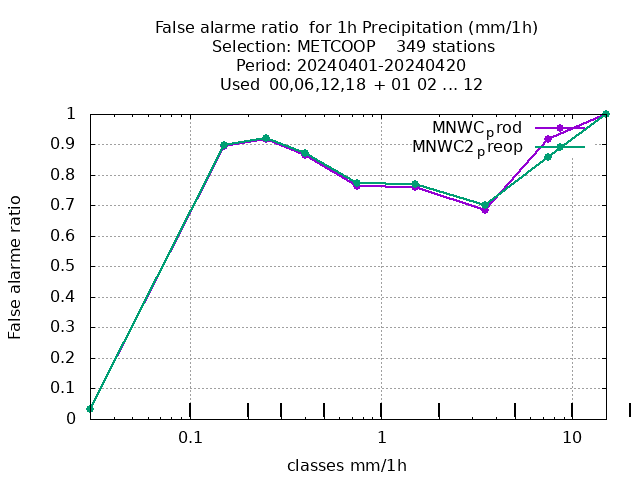 False alarme ratio  for 1h Precipitation (mm/1h)
Selection: METCOOP    349 stations
Period: 20240401-20240420
Used  00,06,12,18  + 01 02 ... 12
MNWC_prod
MNWC2_preop
1
0.9
0.8
0.7
0.6
0.5
0.4
0.3
0.2
0.1
0
False alarme ratio
0.1 1 10
classes mm/1h